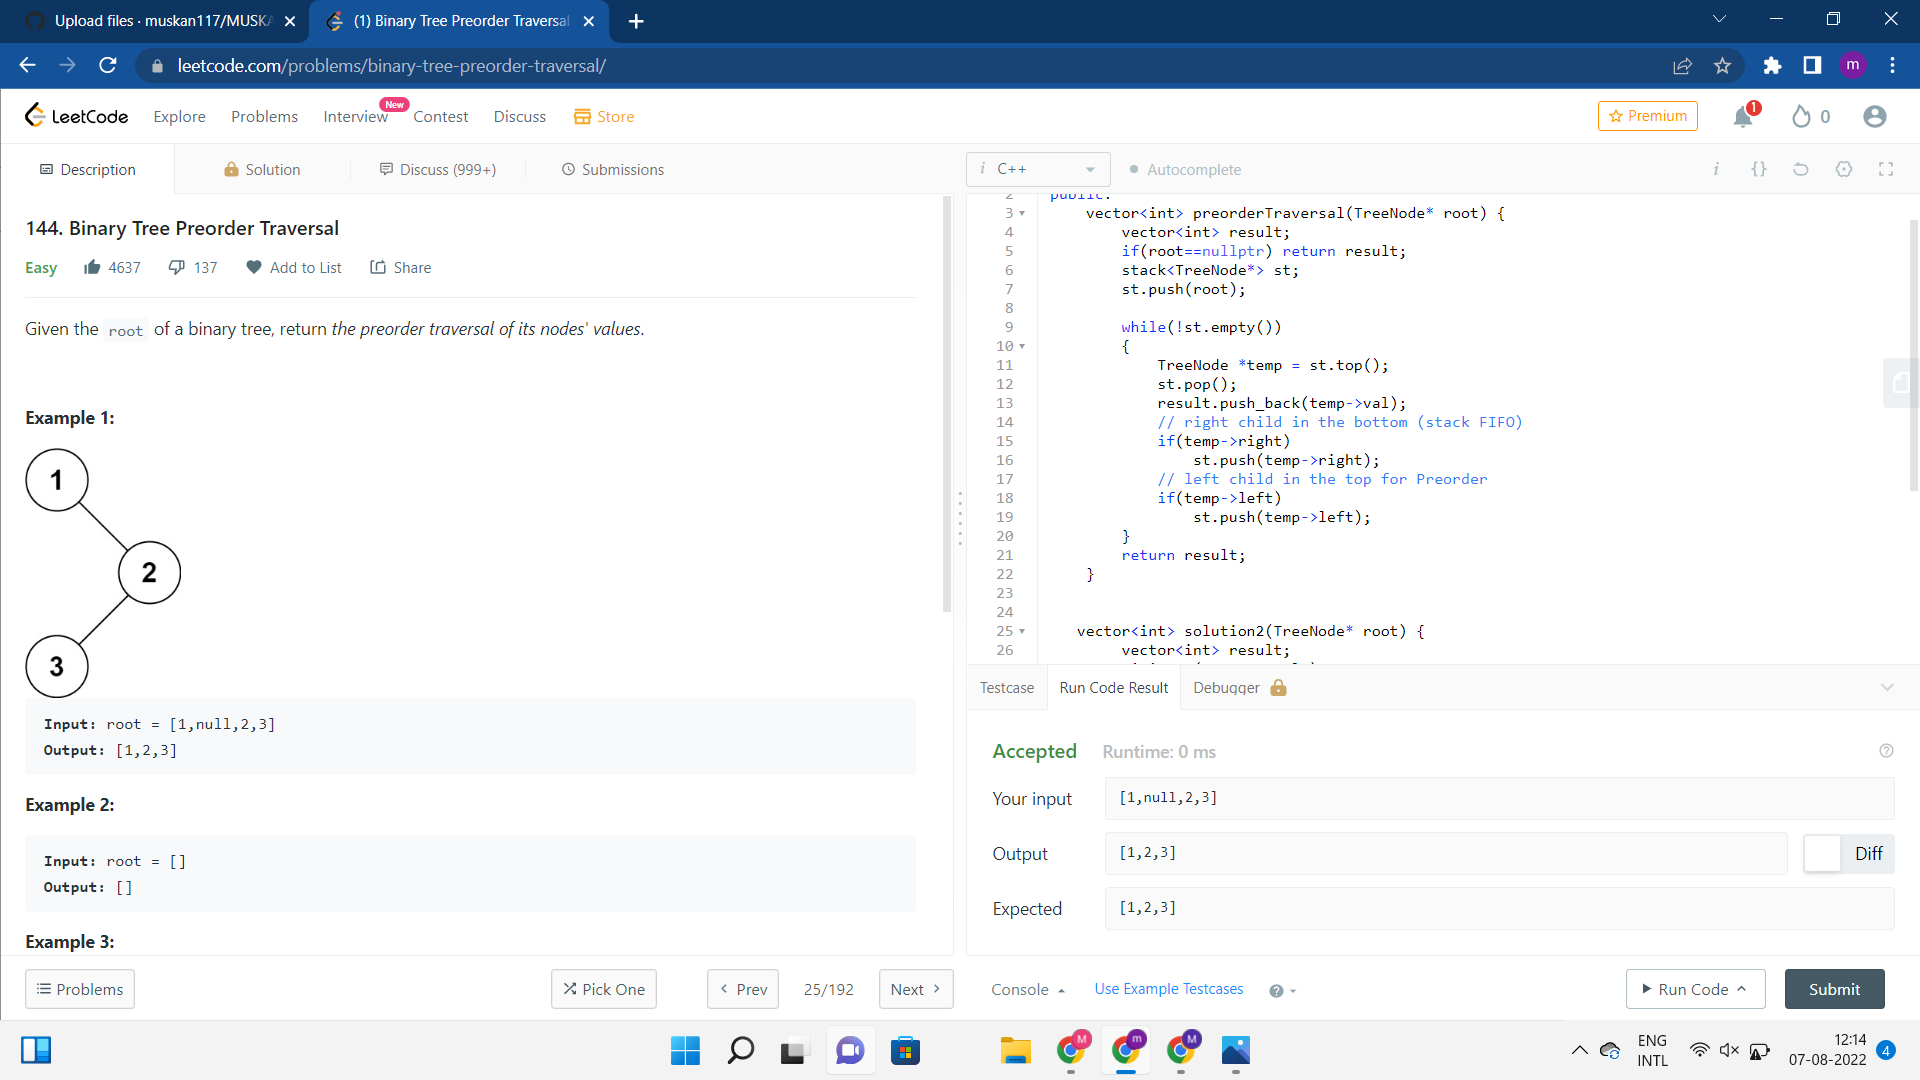 Upload files · muskan117/MUSKA
(1) Binary Tree Preorder Traversal
leetcode.com/problems/binary-tree-preorder-traversal/
m
LeetCode
Explore
Problems
Interview
New
Contest
Discuss
Store
Premium
1
0
Description
Solution
Discuss (999+)
Submissions
144. Binary Tree Preorder Traversal
Easy
4637
137
Add to List
Share
Given the root of a binary tree, return the preorder traversal of its nodes' values.
Example 1:
1
2
3
Input: root = [1,null,2,3]
Output: [1,2,3]
Example 2:
Input: root = []
Output: []
Example 3:
Problems
Pick One
Prev
25/192
Next
i C++
Autocomplete
i
{}
2 public:
3 vector<int> preorderTraversal(TreeNode* root) {
4 vector<int> result;
5 if(root==nullptr) return result;
6 stack<TreeNode*> st;
7 st.push(root);
8
9 while(!st.empty())
10 {
11 TreeNode *temp = st.top();
12 st.pop();
13 result.push_back(temp->val);
14 // right child in the bottom (stack FIFO)
15 if(temp->right)
16 st.push(temp->right);
17 // left child in the top for Preorder
18 if(temp->left)
19 st.push(temp->left);
20 }
21 return result;
22 }
23
24
25 vector<int> solution2(TreeNode* root) {
26 vector<int> result;
Testcase
Run Code Result
Debugger
Accepted
Runtime: 0 ms
Your input
[1,null,2,3]
Output
[1,2,3]
Diff
Expected
[1,2,3]
Console
Use Example Testcases
Run Code
Submit
M
m
M
ENG
INTL
12:14
07-08-2022
4